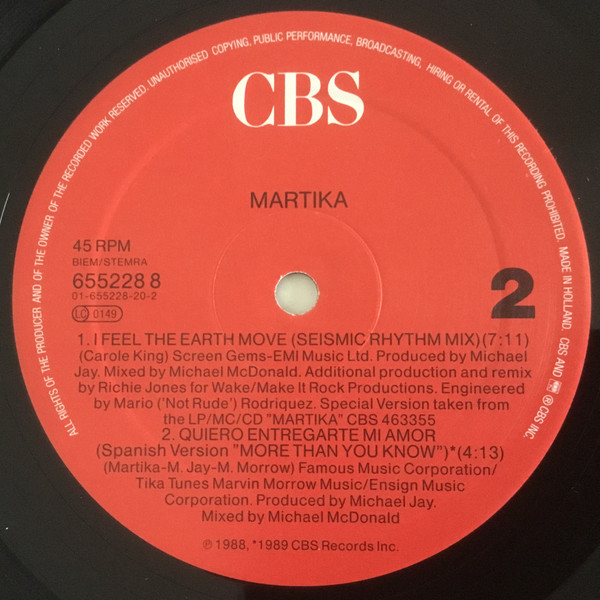 ALL RIGHTS OF THE PRODUCER AND OF THE OWNER OF THE RECORDED WORK RESERVED. UNAUTHORISED COPYING, PUBLIC PERFORMANCE, BROADCASTING, HIRING OR RENTAL OF THIS RECORDING PROHIBITED. MADE IN HOLLAND. CBS AND ® CBS INC.
CBS
MARTIKA
45 RPM
BIEM/STEMRA
655228 8
01-655228-20-2
LC 0149
2
1. I FEEL THE EARTH MOVE (SEISMIC RHYTHM MIX)(7:11)
(Carole King) Screen Gems-EMI Music Ltd. Produced by Michael
Jay. Mixed by Michael McDonald. Additional production and remix
by Richie Jones for Wake/Make It Rock Productions. Engineered
by Mario ('Not Rude') Rodriquez. Special Version taken from
the LP/MC/CD "MARTIKA" CBS 463355
2. QUIERO ENTREGARTE MI AMOR
(Spanish Version "MORE THAN YOU KNOW")*(4:13)
(Martika-M. Jay-M. Morrow) Famous Music Corporation/
Tika Tunes Marvin Morrow Music/Ensign Music
Corporation. Produced by Michael Jay.
Mixed by Michael McDonald
℗ 1988, *1989 CBS Records Inc.